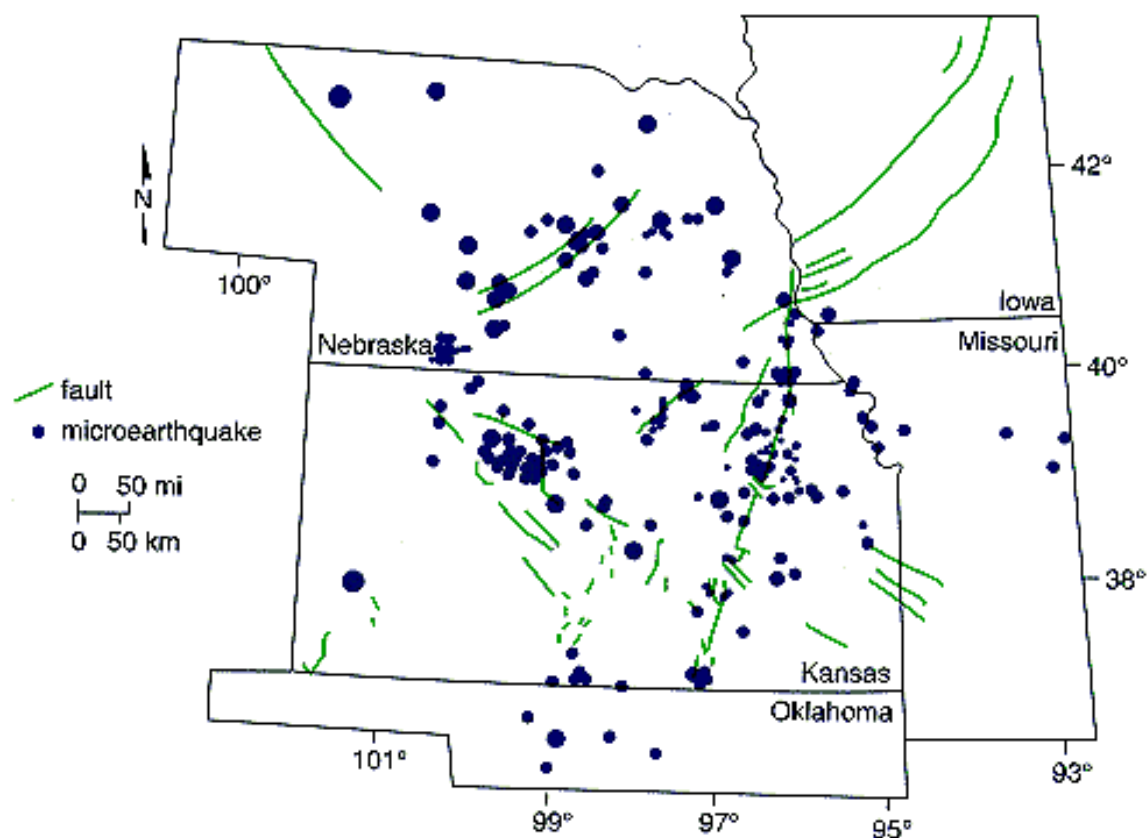 42°
N
100°
Iowa
Nebraska
Missouri
40°
fault
microearthquake
0 50 mi
0 50 km
38°
Kansas
Oklahoma
101°
93°
99°
97°
95°